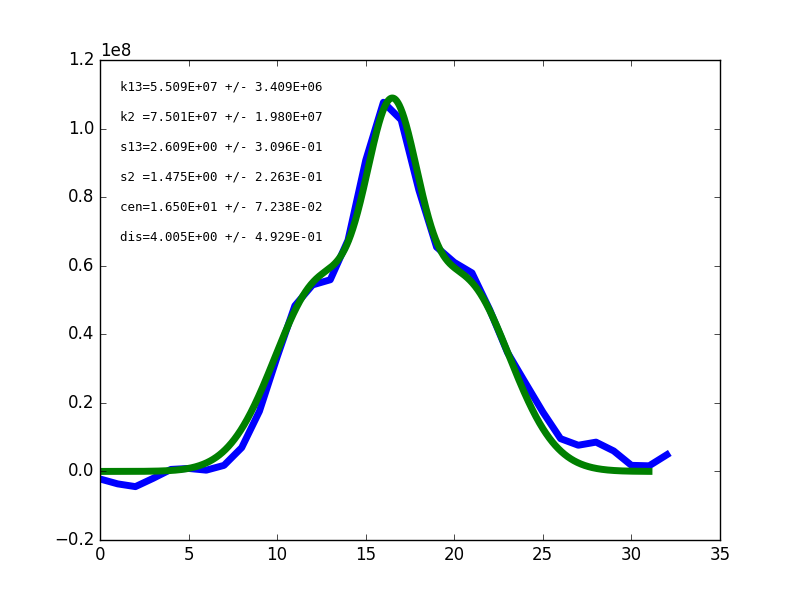 1e8
1.2
1.0
0.8
0.6
0.4
0.2
0.0
−0.2
k13=5.509E+07 +/- 3.409E+06
k2 =7.501E+07 +/- 1.980E+07
s13=2.609E+00 +/- 3.096E-01
s2 =1.475E+00 +/- 2.263E-01
cen=1.650E+01 +/- 7.238E-02
dis=4.005E+00 +/- 4.929E-01
0 5 10 15 20 25 30 35